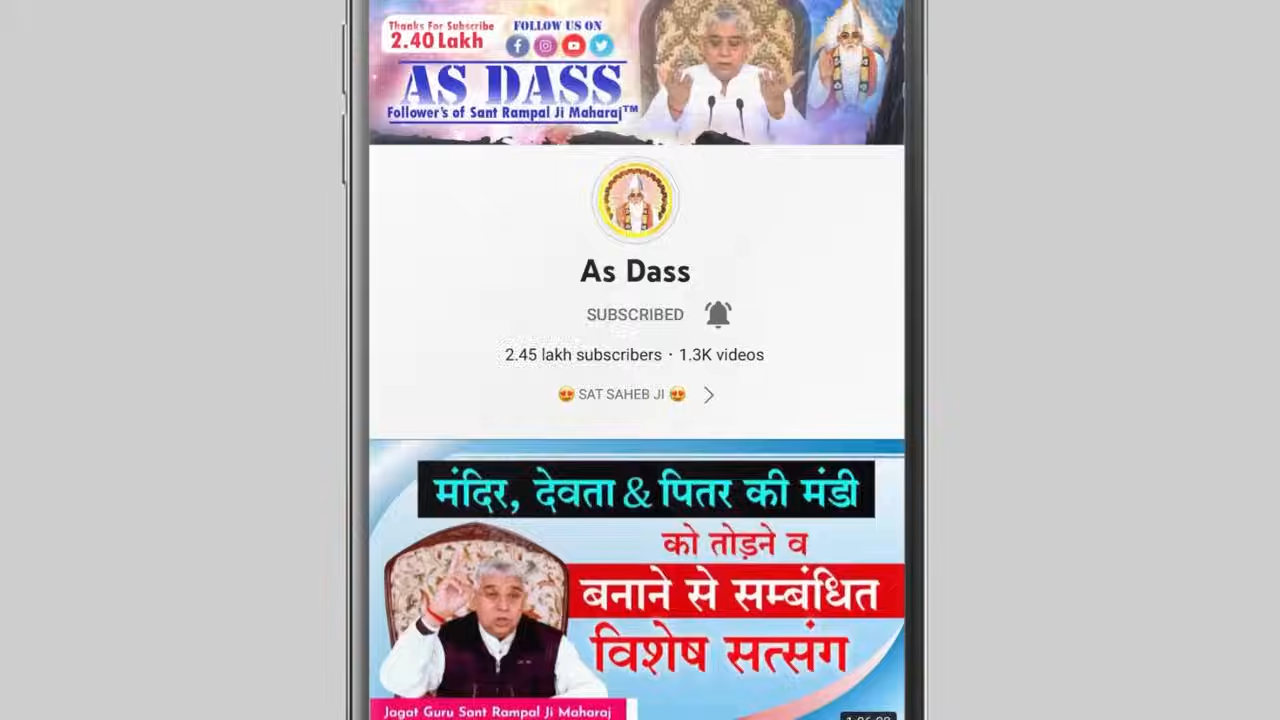 Thanks For Subscribe
2.40 Lakh
FOLLOW US ON
AS DASS
Follower's of Sant Rampal Ji Maharaj™
As Dass
SUBSCRIBED
2.45 lakh subscribers · 1.3K videos
😍 SAT SAHEB JI 😍
मंदिर, देवता & पितर की मंडी
को तोड़ने व
बनाने से सम्बंधित
विशेष सत्संग
Jagat Guru Sant Rampal Ji Maharaj